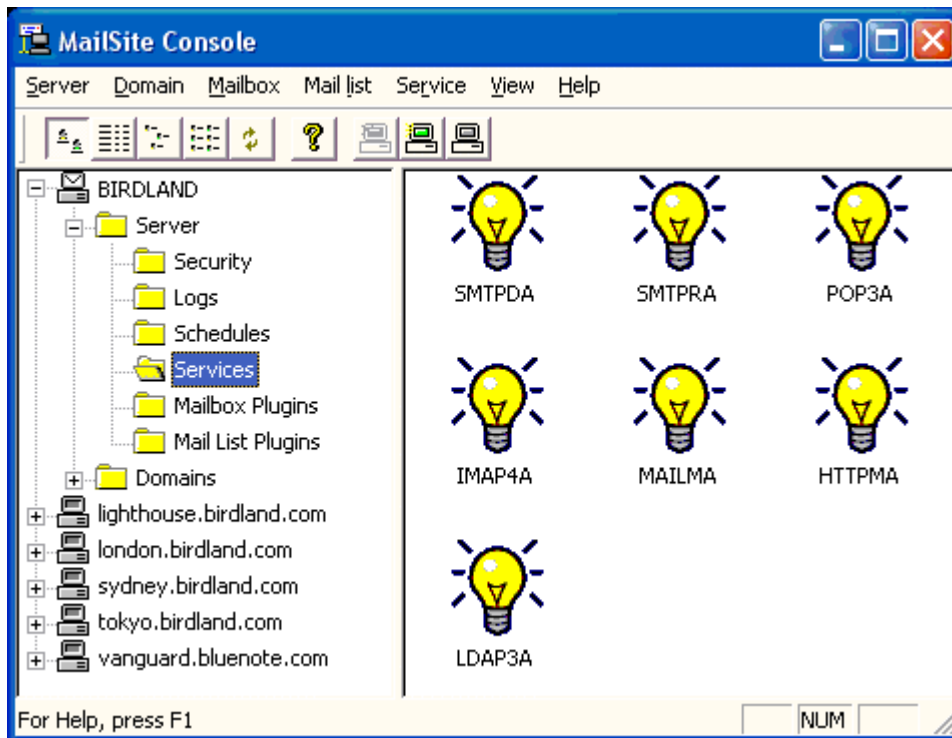 MailSite Console
Server Domain Mailbox Mail list Service View Help
BIRDLAND
Server
Security
Logs
Schedules
Services
Mailbox Plugins
Mail List Plugins
Domains
lighthouse.birdland.com
london.birdland.com
sydney.birdland.com
tokyo.birdland.com
vanguard.bluenote.com
SMTPDA SMTPRA POP3A
IMAP4A MAILMA HTTPMA
LDAP3A
For Help, press F1 NUM